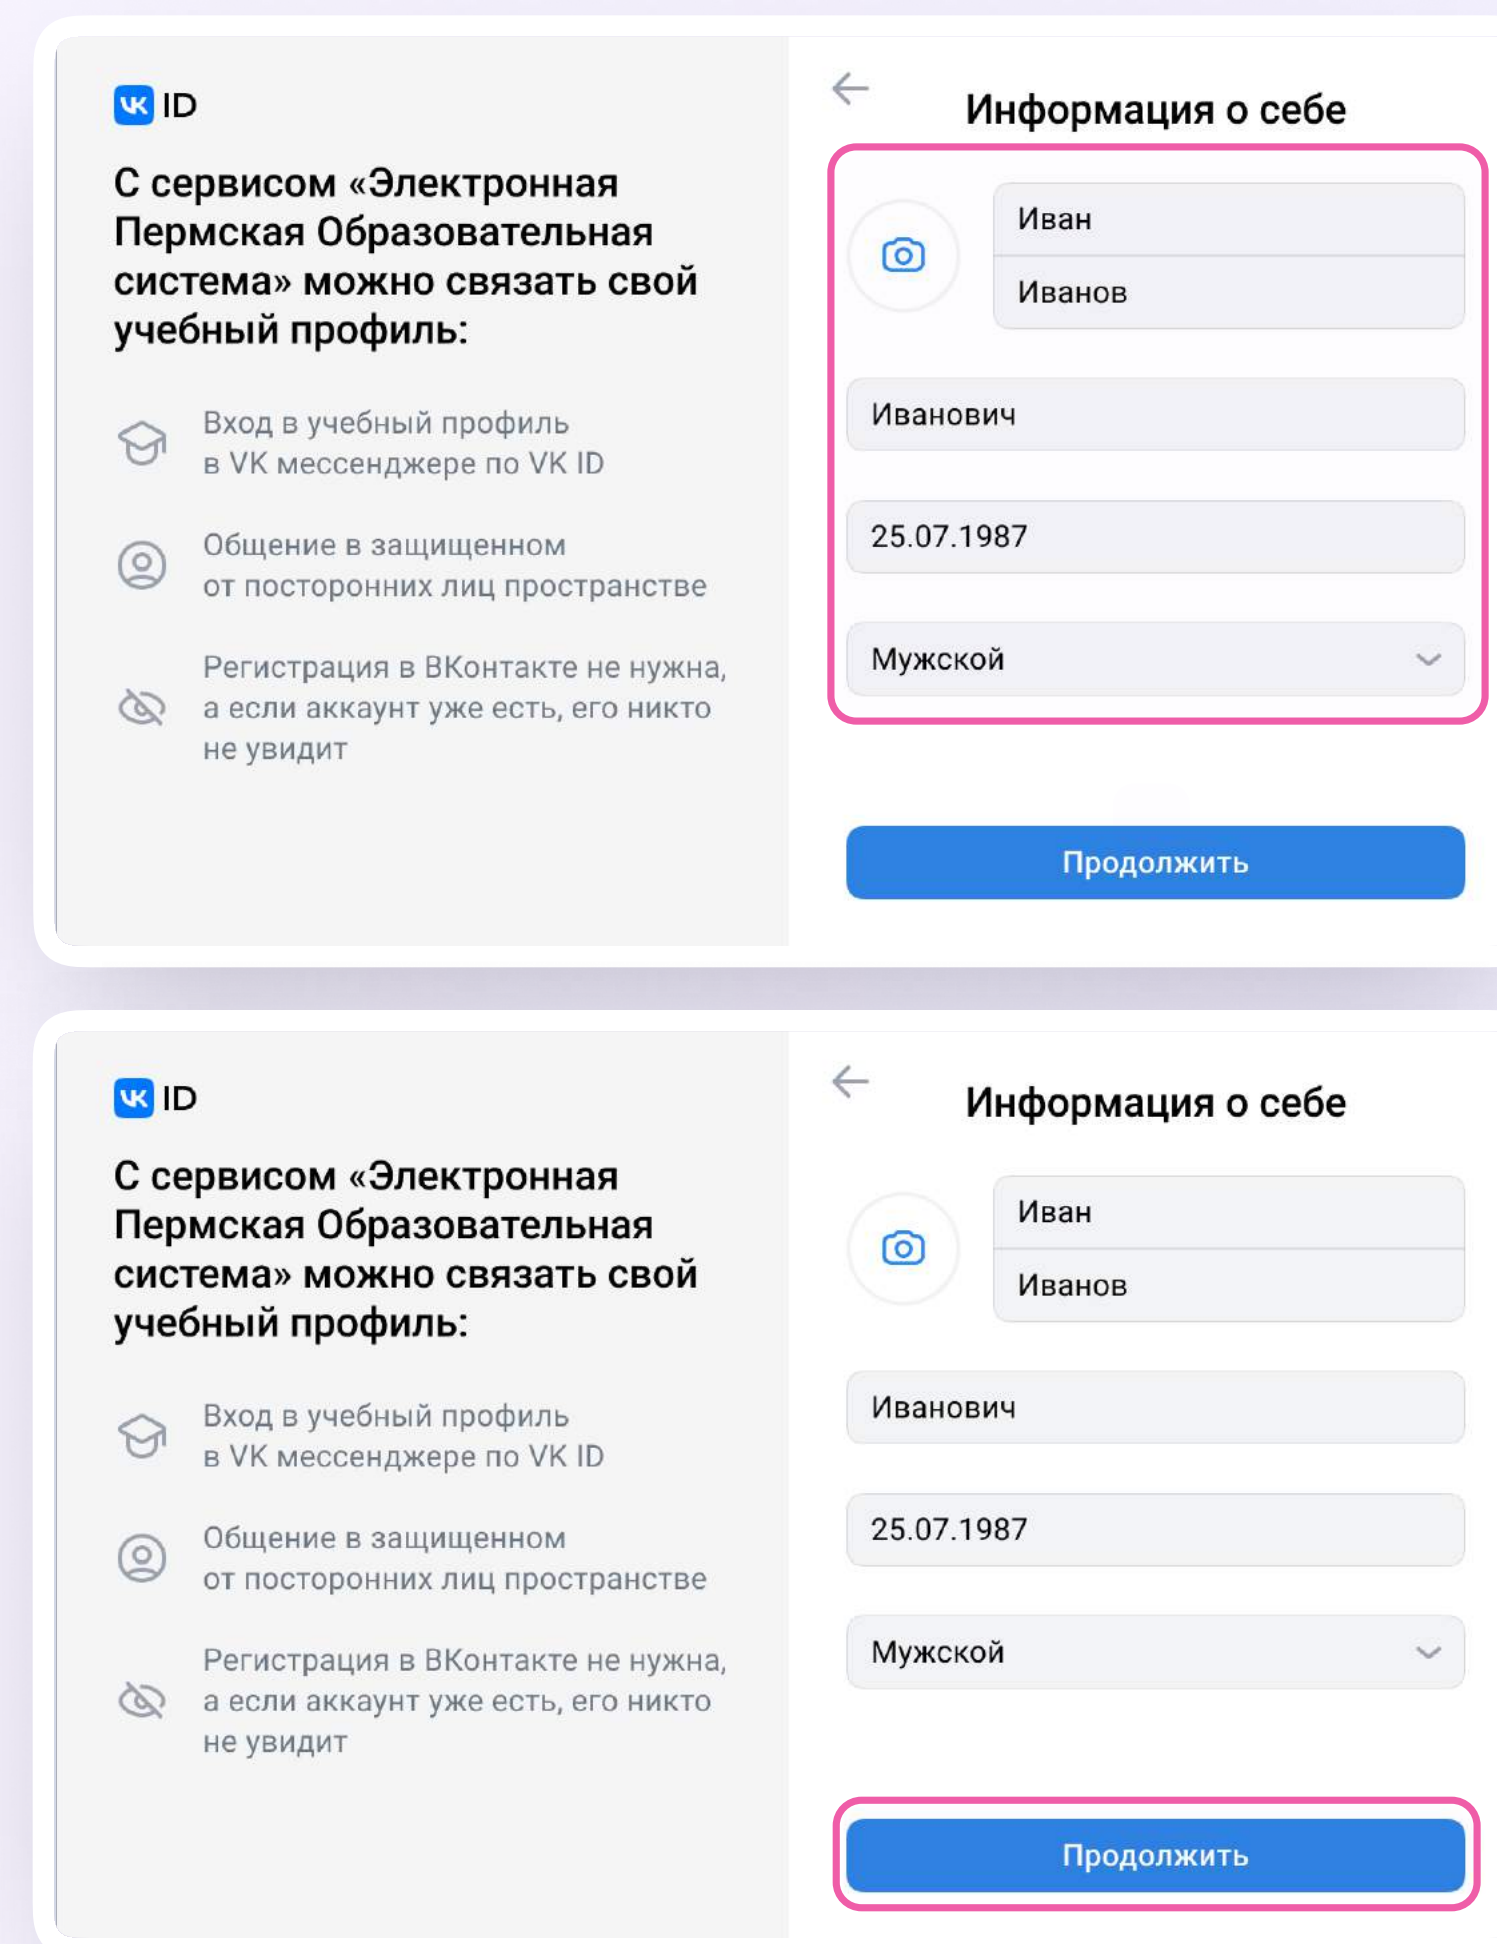 VK ID
С сервисом «Электронная
Пермская Образовательная
система» можно связать свой
учебный профиль:
Вход в учебный профиль
в VK мессенджере по VK ID
Общение в защищенном
от посторонних лиц пространстве
Регистрация в ВКонтакте не нужна,
а если аккаунт уже есть, его никто
не увидит
Информация о себе
Иван
Иванов
Иванович
25.07.1987
Мужской
Продолжить
VK ID
С сервисом «Электронная
Пермская Образовательная
система» можно связать свой
учебный профиль:
Вход в учебный профиль
в VK мессенджере по VK ID
Общение в защищенном
от посторонних лиц пространстве
Регистрация в ВКонтакте не нужна,
а если аккаунт уже есть, его никто
не увидит
Информация о себе
Иван
Иванов
Иванович
25.07.1987
Мужской
Продолжить